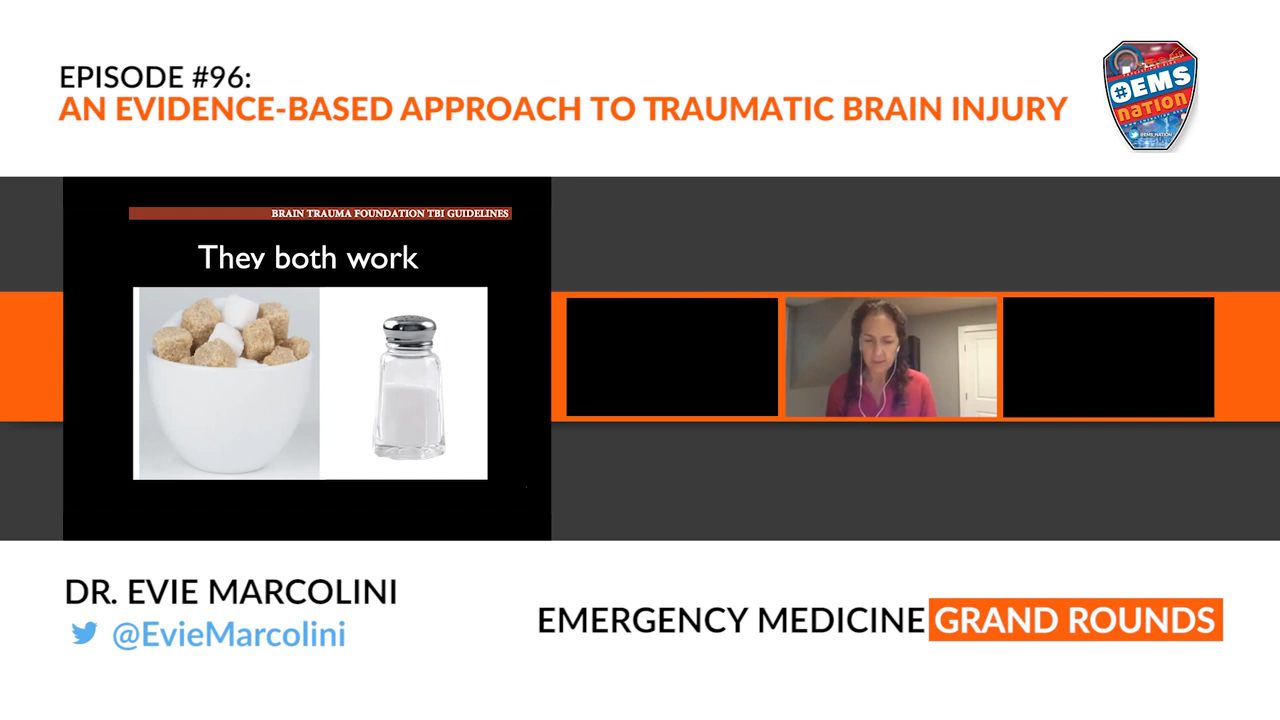 EPISODE #96:
AN EVIDENCE-BASED APPROACH TO TRAUMATIC BRAIN INJURY
#EMS
nation
@EMS_NATION
BRAIN TRAUMA FOUNDATION TBI GUIDELINES
They both work
DR. EVIE MARCOLINI
@EvieMarcolini
EMERGENCY MEDICINE GRAND ROUNDS